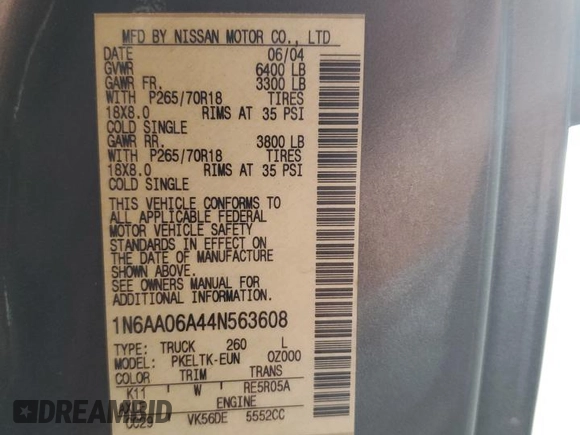 MFD BY NISSAN MOTOR CO., LTD
DATE 06/04
GVWR 6400 LB
GAWR FR. 3300 LB
WITH P265/70R18 TIRES
18X8.0 RIMS AT 35 PSI
COLD SINGLE
GAWR RR. 3800 LB
WITH P265/70R18 TIRES
18X8.0 RIMS AT 35 PSI
COLD SINGLE
THIS VEHICLE CONFORMS TO
ALL APPLICABLE FEDERAL
MOTOR VEHICLE SAFETY
STANDARDS IN EFFECT ON
THE DATE OF MANUFACTURE
SHOWN ABOVE.
SEE OWNERS MANUAL FOR
ADDITIONAL INFORMATION.
1N6AA06A44N563608
TYPE: TRUCK 260 L
MODEL: PKELTK-EUN OZ000
COLOR TRIM TRANS
K11 W RE5R05A
ENGINE
CC29 VK56DE 5552CC
DREAMBID